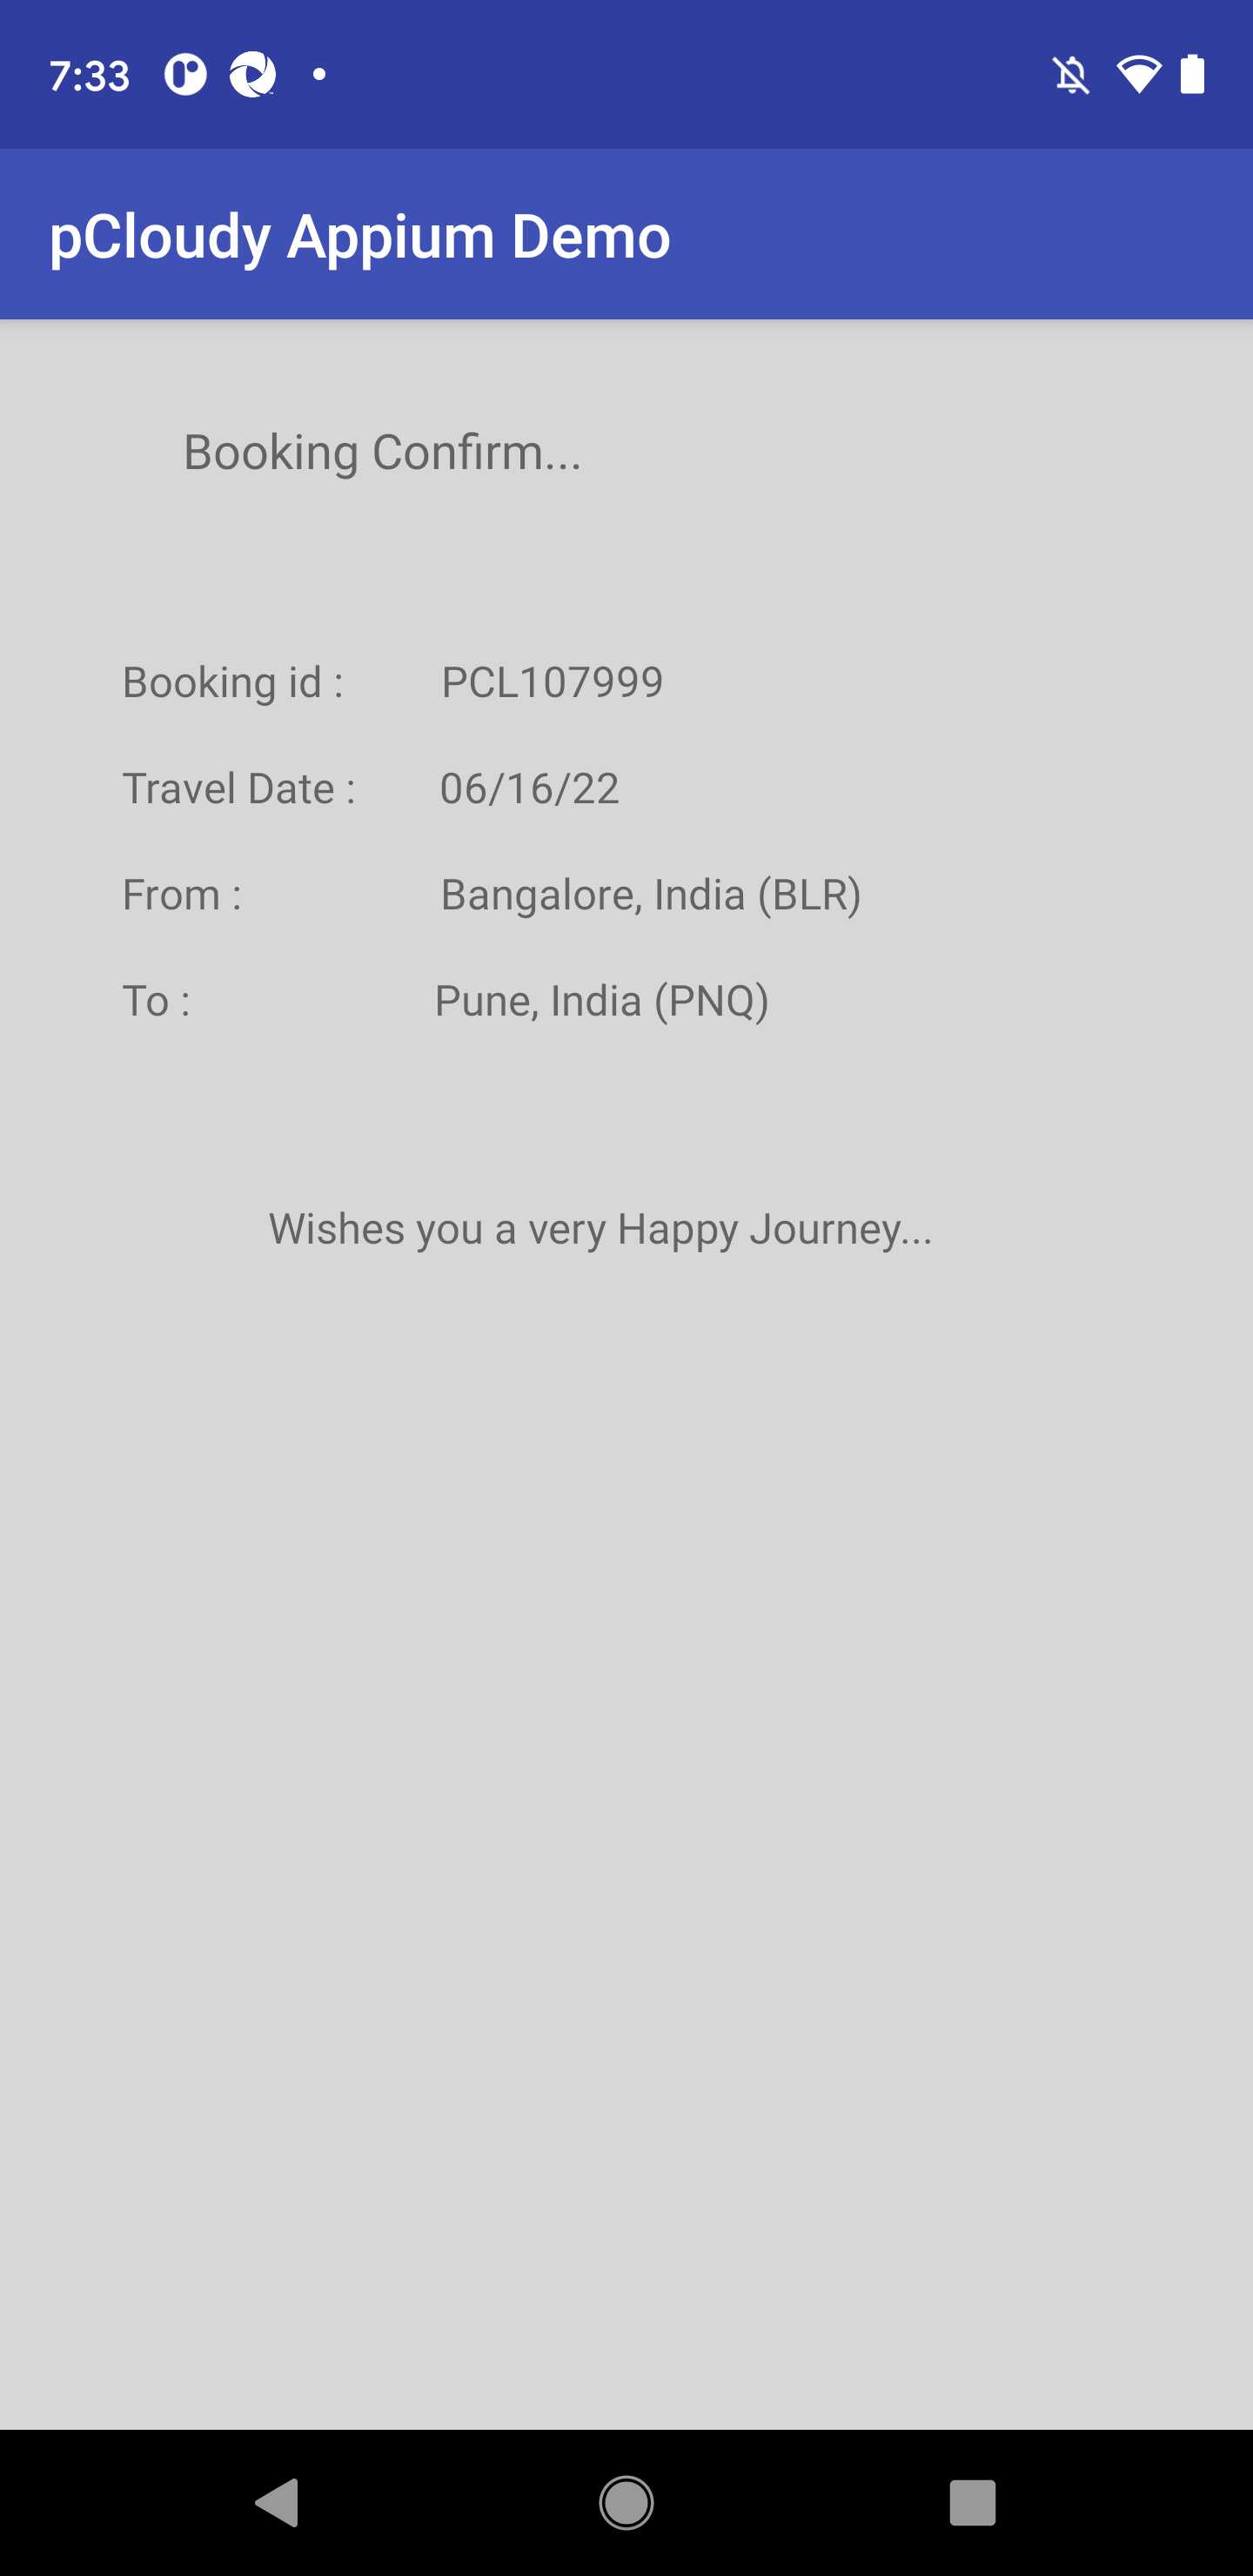 7:33
pCloudy Appium Demo
Booking Confirm...
Booking id : PCL107999
Travel Date : 06/16/22
From : Bangalore, India (BLR)
To : Pune, India (PNQ)
Wishes you a very Happy Journey...